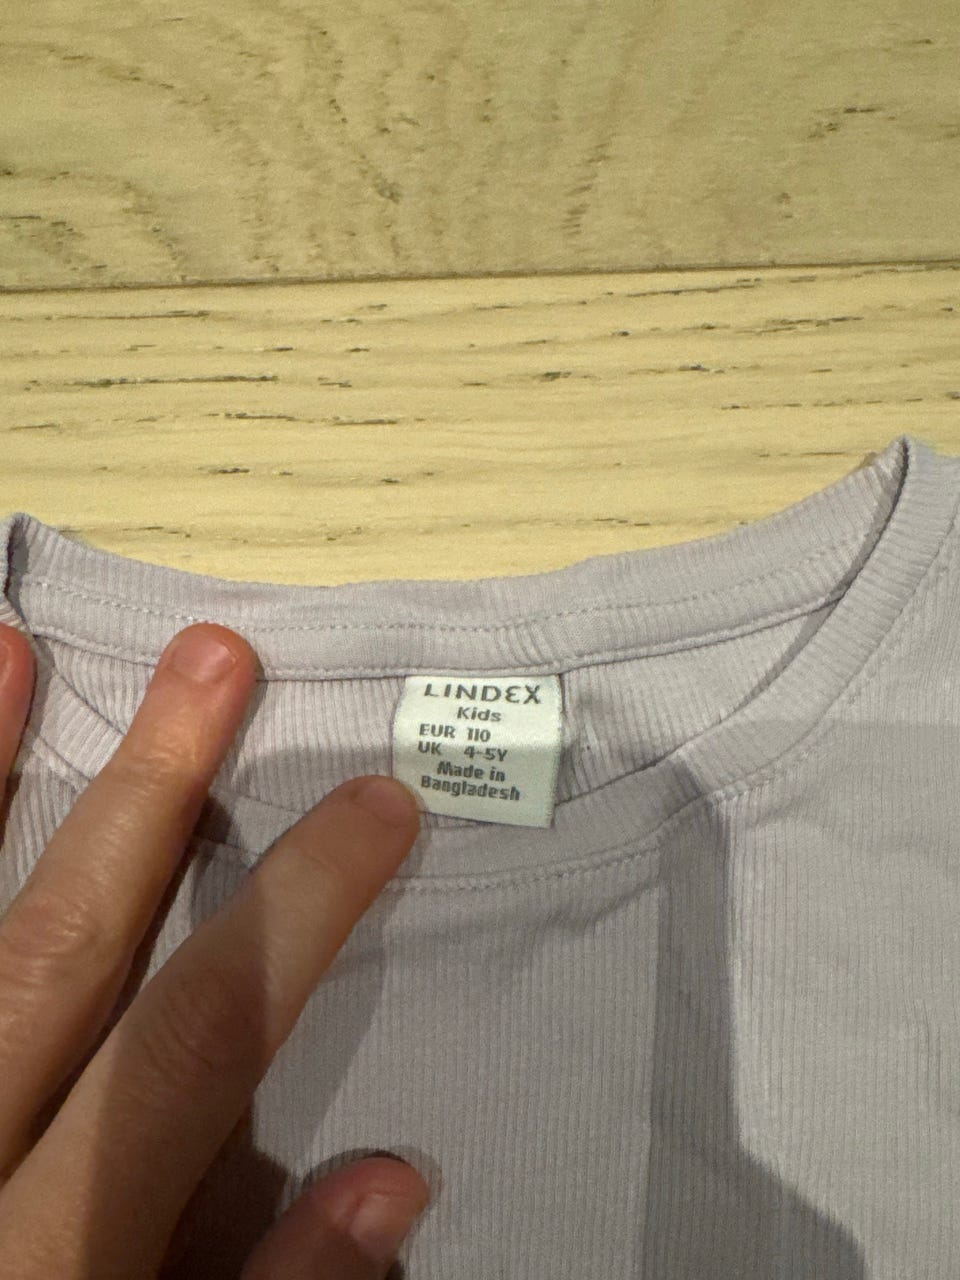 LINDEX
Kids
EUR 110
UK 4-5Y
Made in
Bangladesh